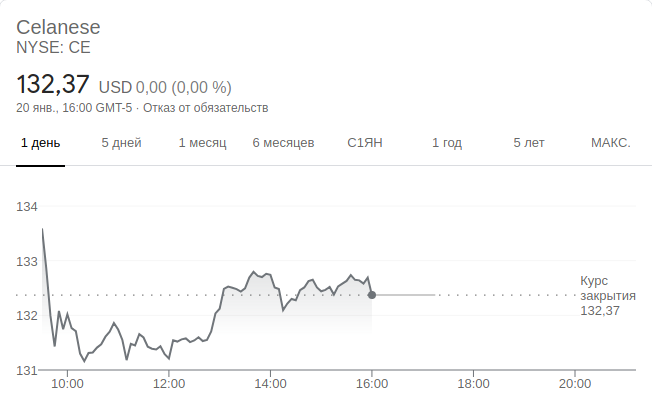 Celanese
NYSE: CE
132,37 USD 0,00 (0,00 %)
20 янв., 16:00 GMT-5 · Отказ от обязательств
1 день 5 дней 1 месяц 6 месяцев С1ЯН 1 год 5 лет МАКС.
134
133
Курс
закрытия
132,37
132
131
10:00 12:00 14:00 16:00 18:00 20:00